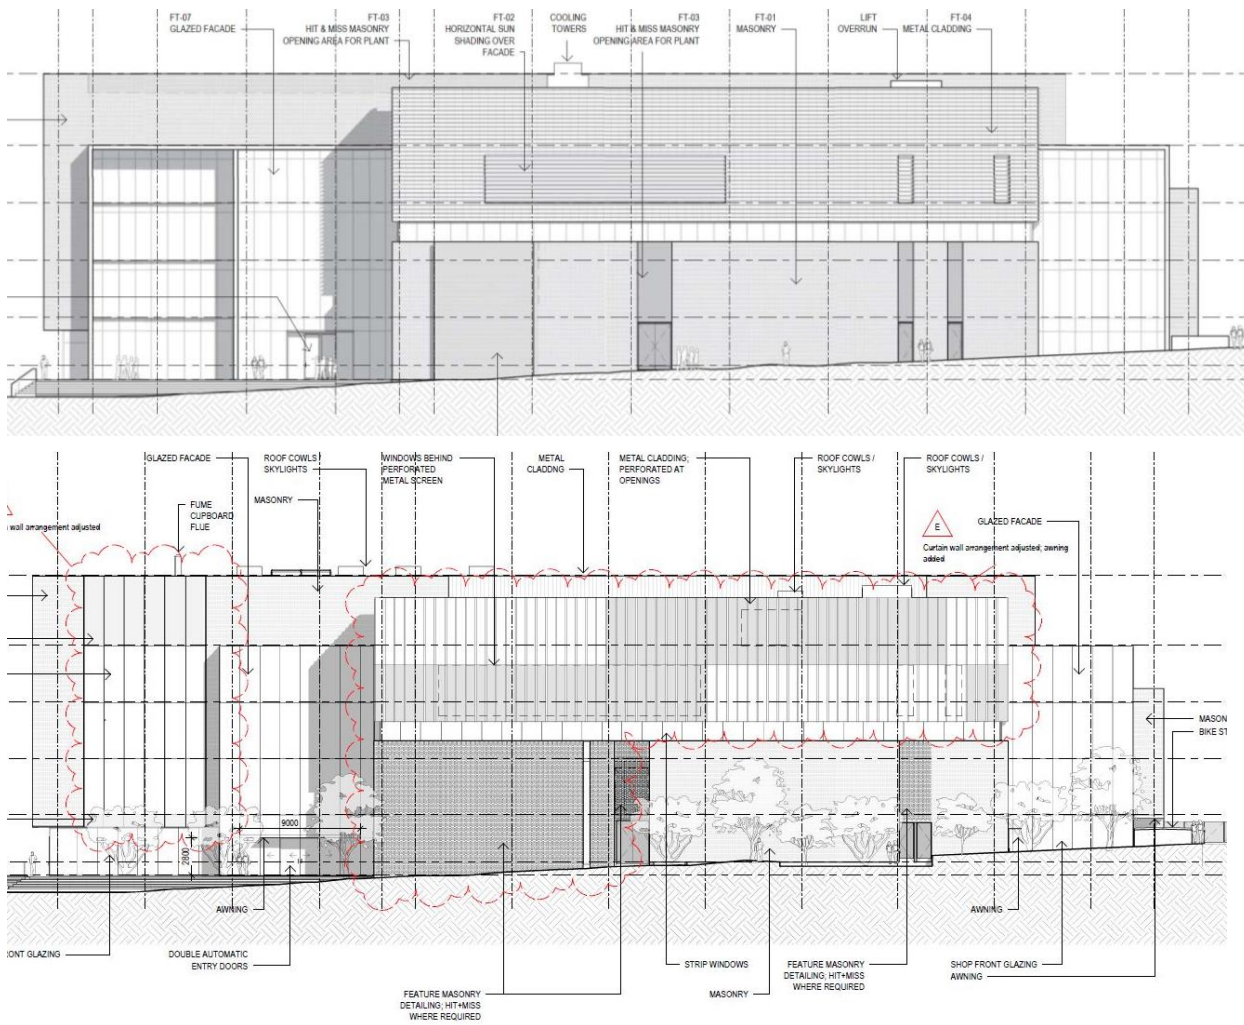 FT-07
GLAZED FACADE
FT-03
HIT & MISS MASONRY
OPENING AREA FOR PLANT
FT-02
HORIZONTAL SUN
SHADING OVER
FACADE
COOLING
TOWERS
FT-03
HIT & MISS MASONRY
OPENING AREA FOR PLANT
FT-01
MASONRY
LIFT
OVERRUN
FT-04
METAL CLADDING
GLAZED FACADE
ROOF COWLS /
SKYLIGHTS
WINDOWS BEHIND
PERFORATED
METAL SCREEN
METAL
CLADDNG
METAL CLADDING;
PERFORATED AT
OPENINGS
ROOF COWLS /
SKYLIGHTS
ROOF COWLS /
SKYLIGHTS
FUME
CUPBOARD
FLUE
MASONRY
wall arrangement adjusted
E
GLAZED FACADE
Curtain wall arrangement adjusted; awning
added
MASON
BIKE ST
9000
2800
AWNING
AWNING
RONT GLAZING
DOUBLE AUTOMATIC
ENTRY DOORS
STRIP WINDOWS
FEATURE MASONRY
DETAILING; HIT+MISS
WHERE REQUIRED
SHOP FRONT GLAZING
AWNING
FEATURE MASONRY
DETAILING; HIT+MISS
WHERE REQUIRED
MASONRY